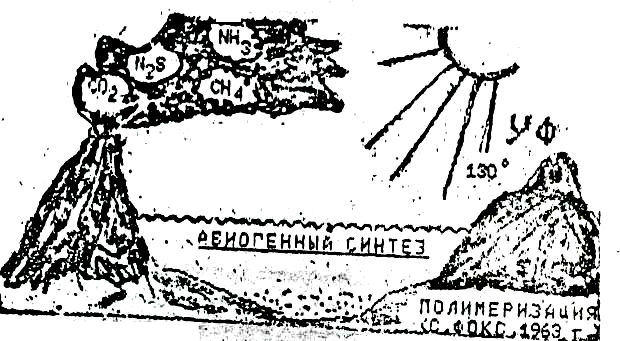 NH3
N2S
CO2
CH4
УФ
130°
АБИОГЕННЫЙ СИНТЕЗ
ПОЛИМЕРИЗАЦИЯ
(С. ФОКС, 1963 Г.